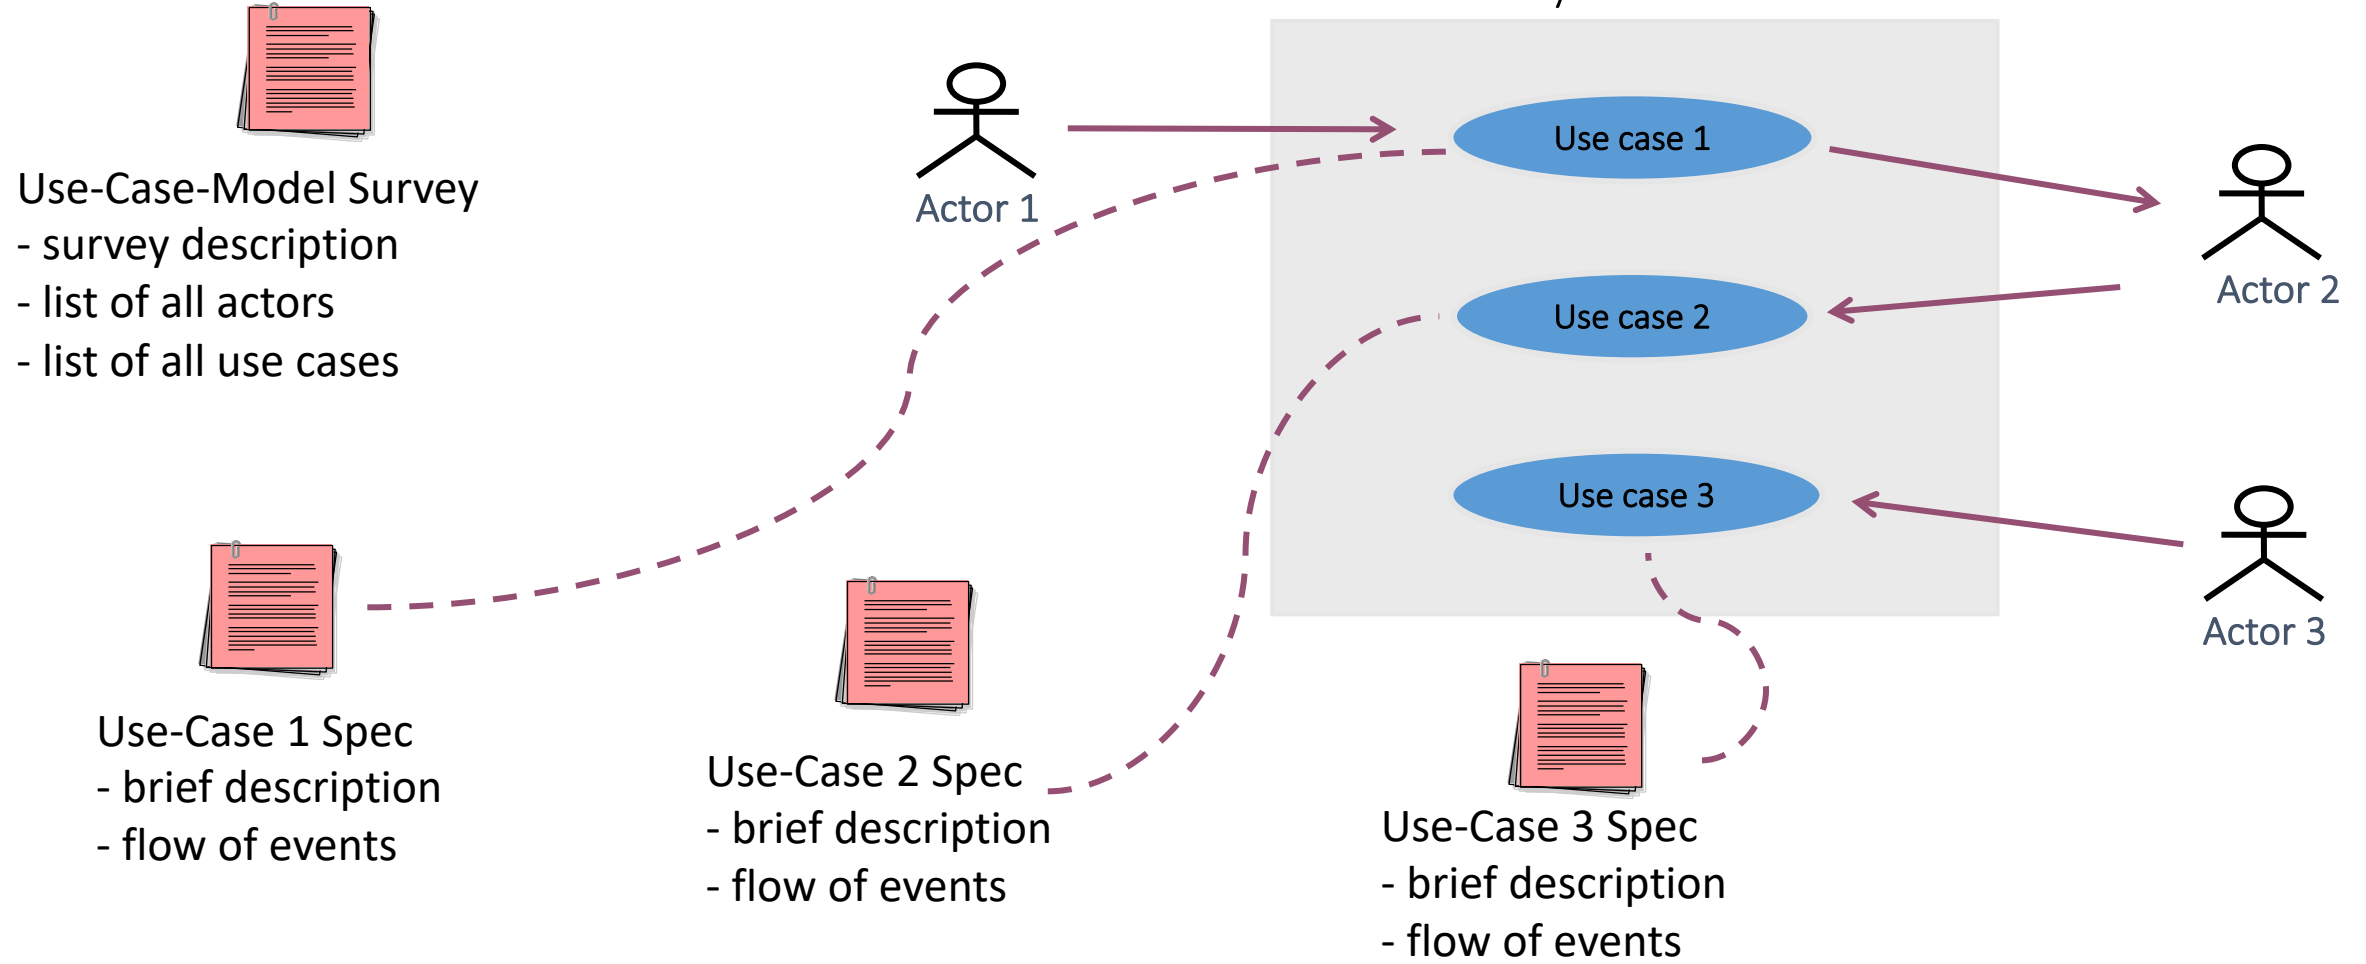 Use-Case-Model Survey
- survey description
- list of all actors
- list of all use cases
Actor 1
Use case 1
Use case 2
Use case 3
Actor 2
Actor 3
Use-Case 1 Spec
- brief description
- flow of events
Use-Case 2 Spec
- brief description
- flow of events
Use-Case 3 Spec
- brief description
- flow of events